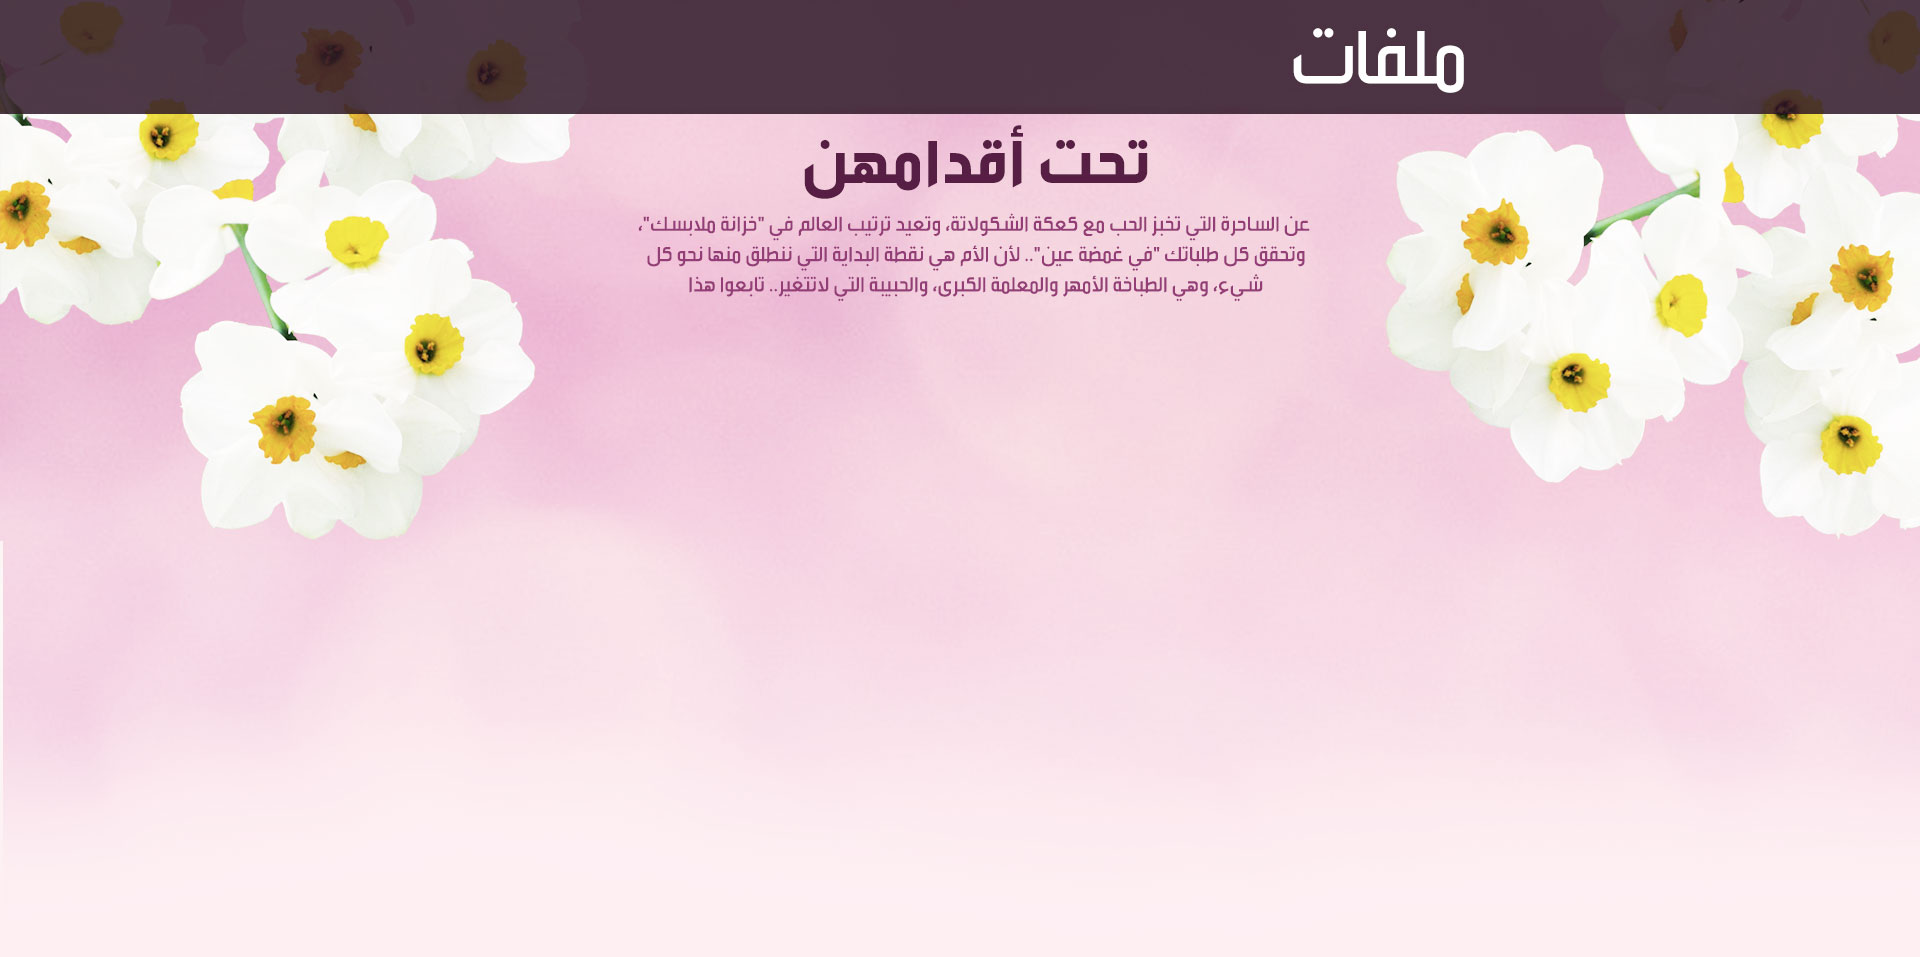 ملفات
تحت أقدامهن
عن الساحرة التي تخبز الحب مع كعكة الشكولاتة، وتعيد ترتيب العالم في "خزانة ملابسك"،
وتحقق كل طلباتك "في غمضة عين".. لأن الأم هي نقطة البداية التي ننطلق منها نحو كل
شيء، وهي الطباخة الأمهر والمعلمة الكبرى، والحبيبة التي لاتتغير.. تابعوا هذا